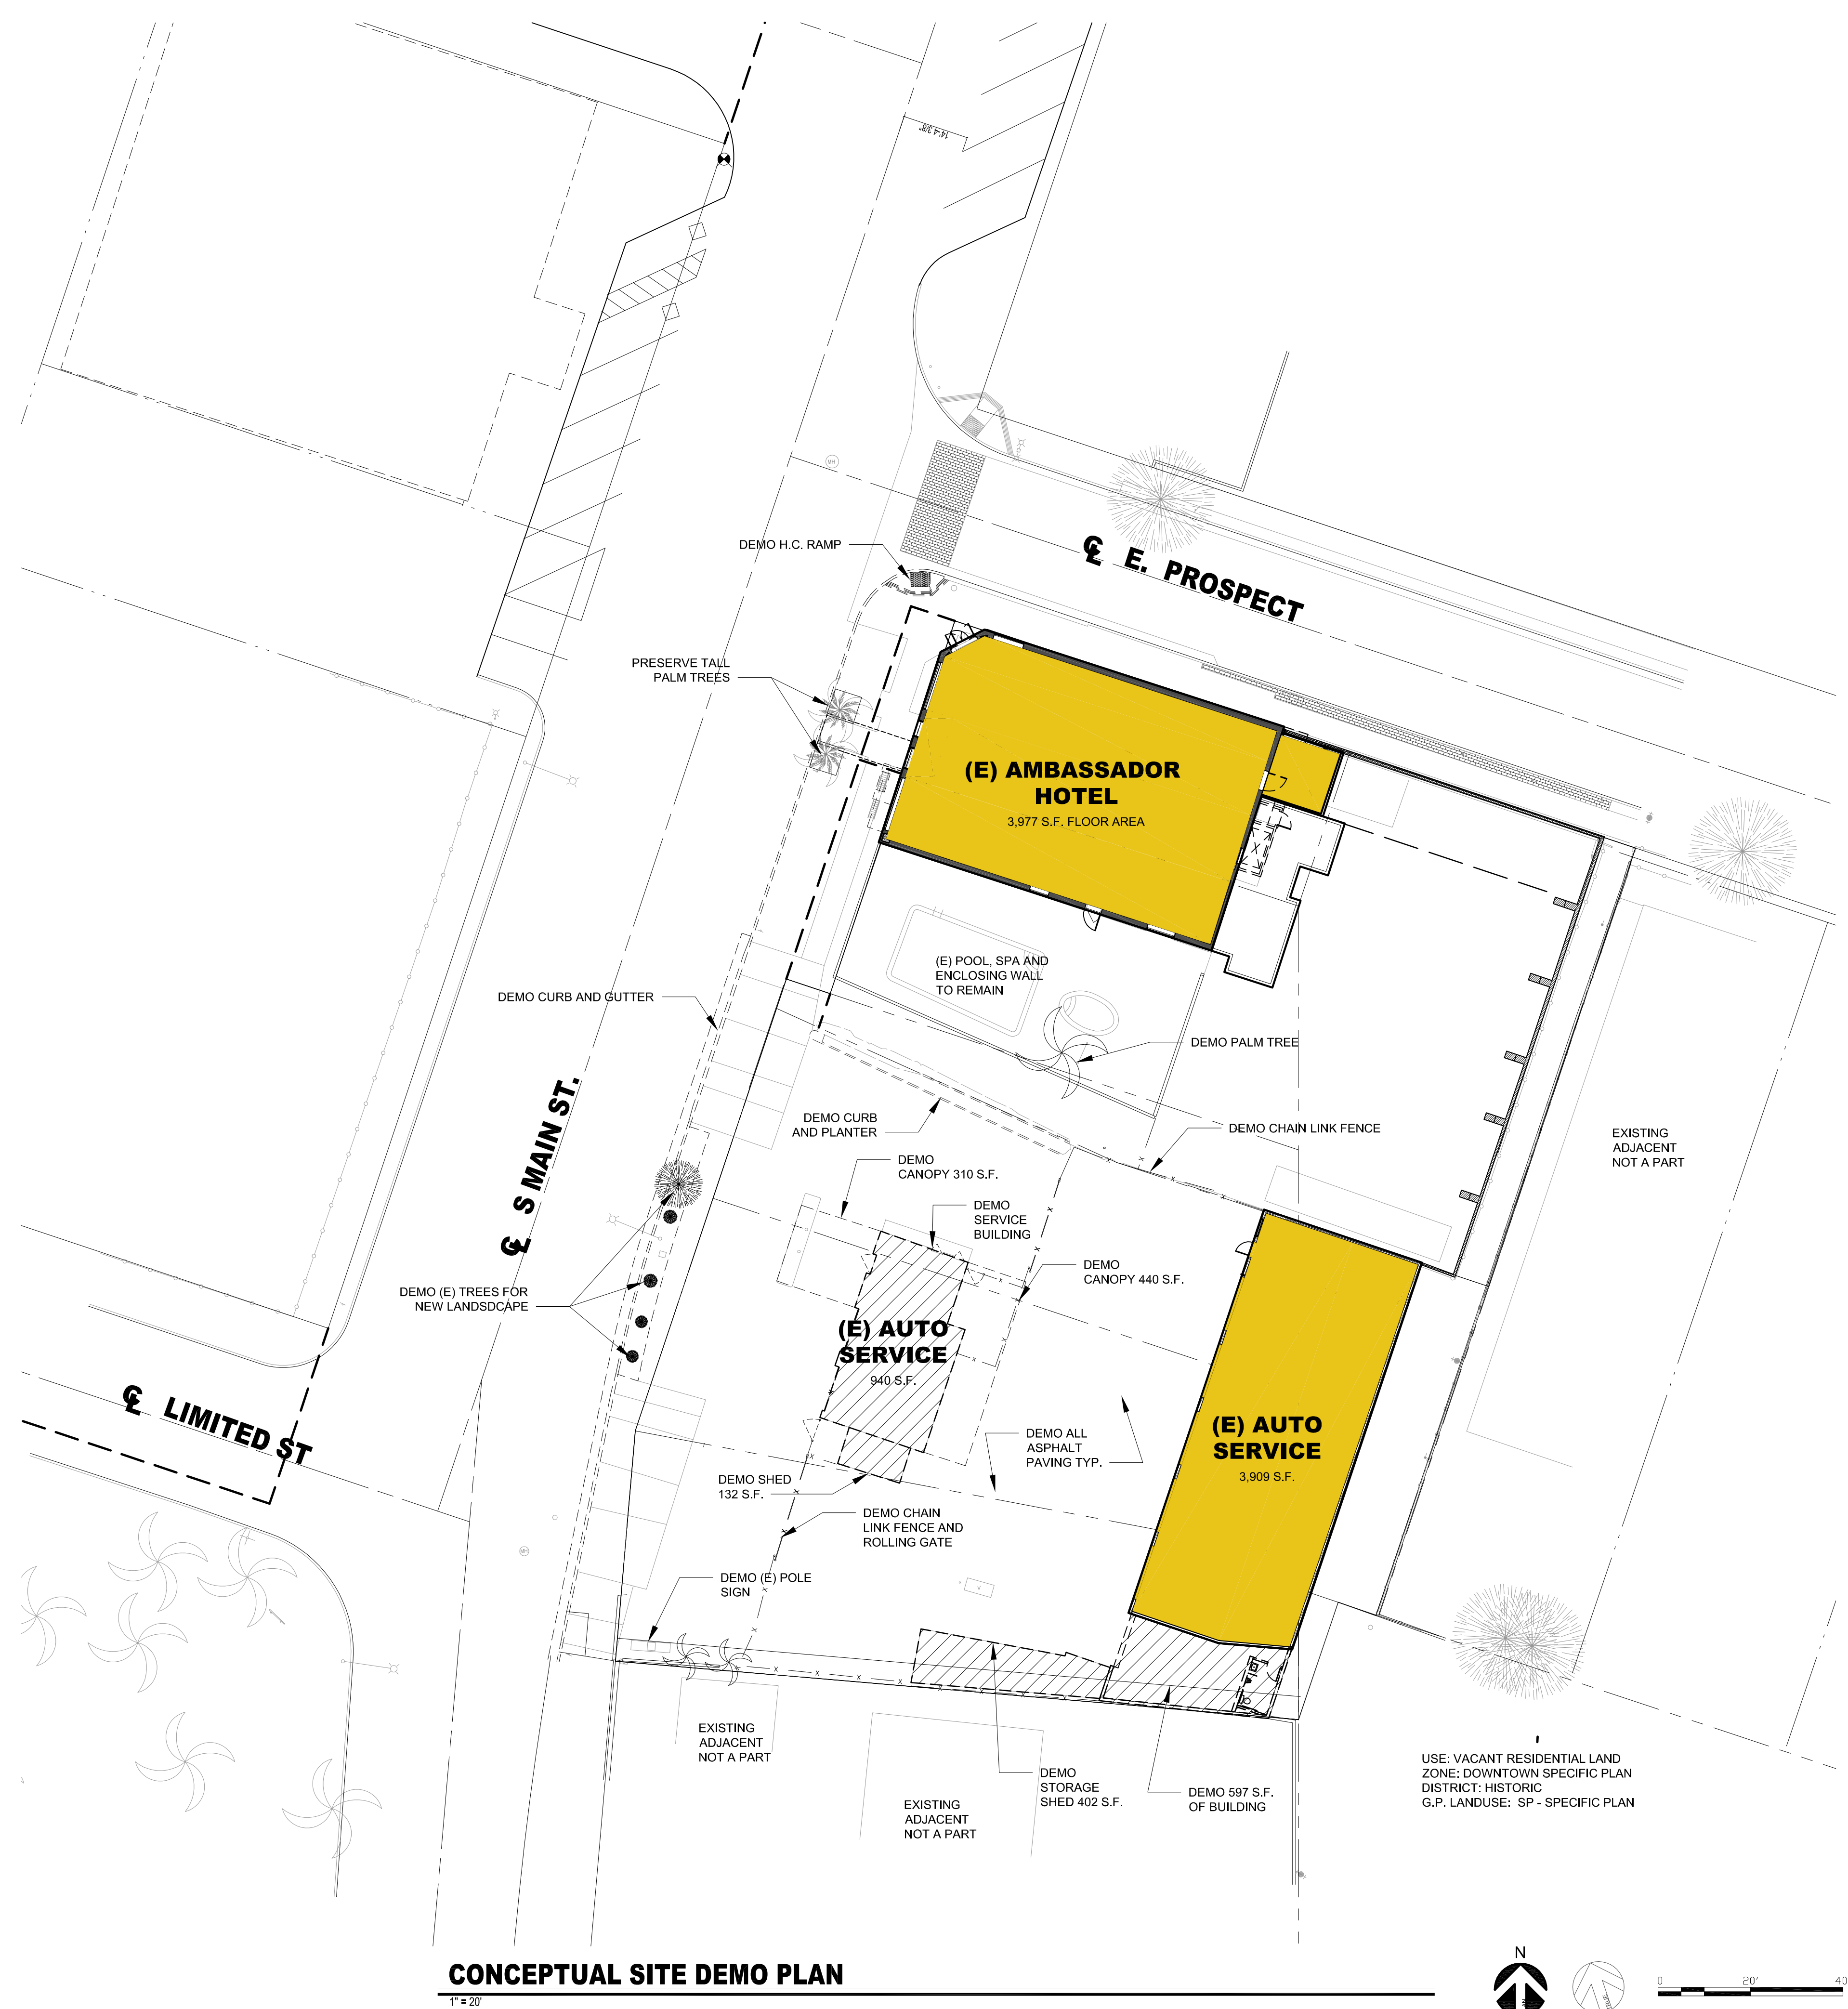 14'-4 3/8"
MH
DEMO H.C. RAMP
℄ E. PROSPECT
PRESERVE TALL
PALM TREES
(E) AMBASSADOR
HOTEL
3,977 S.F. FLOOR AREA
(E) POOL, SPA AND
ENCLOSING WALL
TO REMAIN
DEMO CURB AND GUTTER
DEMO PALM TREE
℄ S MAIN ST.
DEMO CURB
AND PLANTER
DEMO CHAIN LINK FENCE
EXISTING
ADJACENT
NOT A PART
DEMO
CANOPY 310 S.F.
DEMO
SERVICE
BUILDING
DEMO
CANOPY 440 S.F.
DEMO (E) TREES FOR
NEW LANDSDCAPE
(E) AUTO
SERVICE
940 S.F.
℄ LIMITED ST
(E) AUTO
SERVICE
3,909 S.F.
DEMO ALL
ASPHALT
PAVING TYP.
DEMO SHED
132 S.F.
DEMO CHAIN
LINK FENCE AND
ROLLING GATE
MH
DEMO (E) POLE
SIGN
V
EXISTING
ADJACENT
NOT A PART
DEMO
STORAGE
SHED 402 S.F.
DEMO 597 S.F.
OF BUILDING
EXISTING
ADJACENT
NOT A PART
USE: VACANT RESIDENTIAL LAND
ZONE: DOWNTOWN SPECIFIC PLAN
DISTRICT: HISTORIC
G.P. LANDUSE: SP - SPECIFIC PLAN
CONCEPTUAL SITE DEMO PLAN
1" = 20'
N
0 20' 40